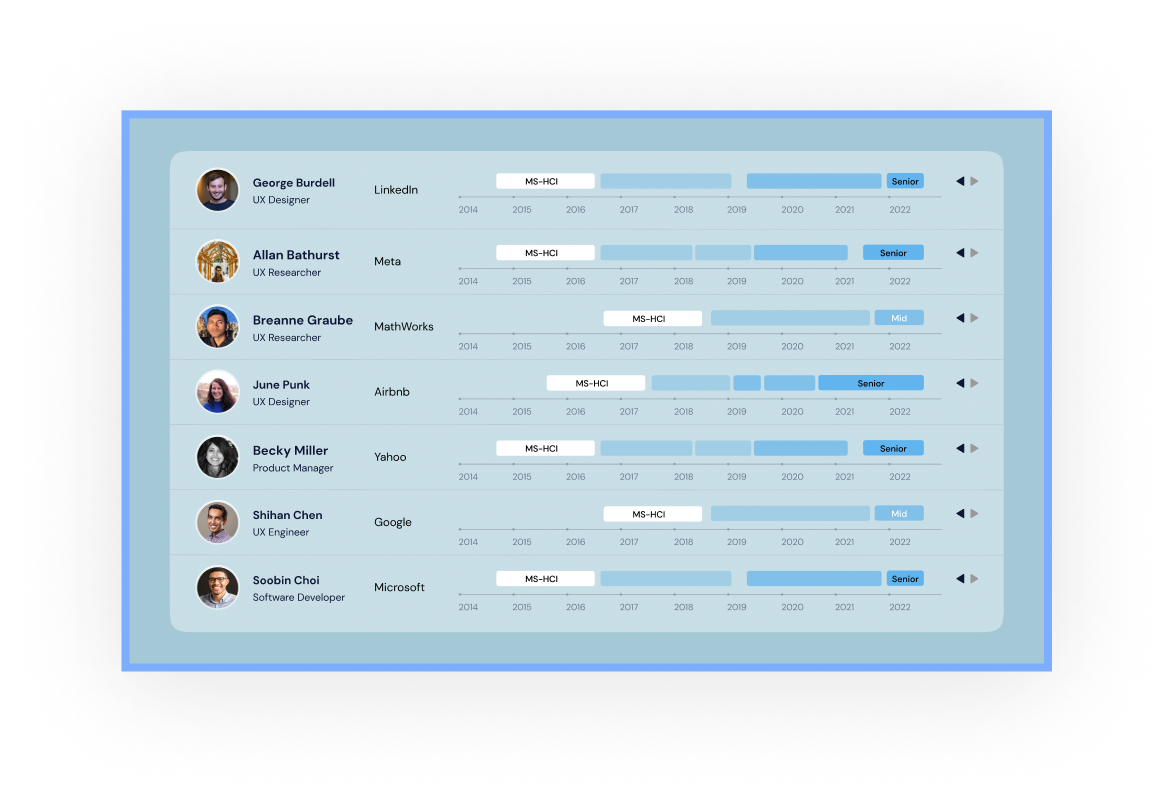 George Burdell
UX Designer
LinkedIn
MS-HCI
Senior
2014 2015 2016 2017 2018 2019 2020 2021 2022
Allan Bathurst
UX Researcher
Meta
MS-HCI
Senior
2014 2015 2016 2017 2018 2019 2020 2021 2022
Breanne Graube
UX Researcher
MathWorks
MS-HCI
Mid
2014 2015 2016 2017 2018 2019 2020 2021 2022
June Punk
UX Designer
Airbnb
MS-HCI
Senior
2014 2015 2016 2017 2018 2019 2020 2021 2022
Becky Miller
Product Manager
Yahoo
MS-HCI
Senior
2014 2015 2016 2017 2018 2019 2020 2021 2022
Shihan Chen
UX Engineer
Google
MS-HCI
Mid
2014 2015 2016 2017 2018 2019 2020 2021 2022
Soobin Choi
Software Developer
Microsoft
MS-HCI
Senior
2014 2015 2016 2017 2018 2019 2020 2021 2022